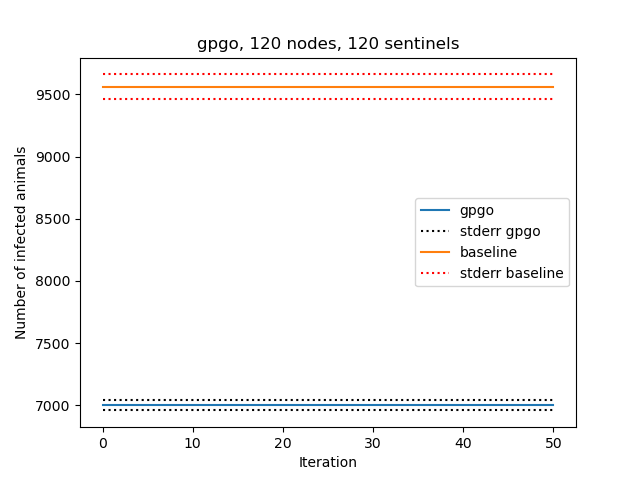 gpgo, 120 nodes, 120 sentinels
9500
9000
8500
8000
7500
7000
Number of infected animals
gpgo
stderr gpgo
baseline
stderr baseline
0 10 20 30 40 50
Iteration